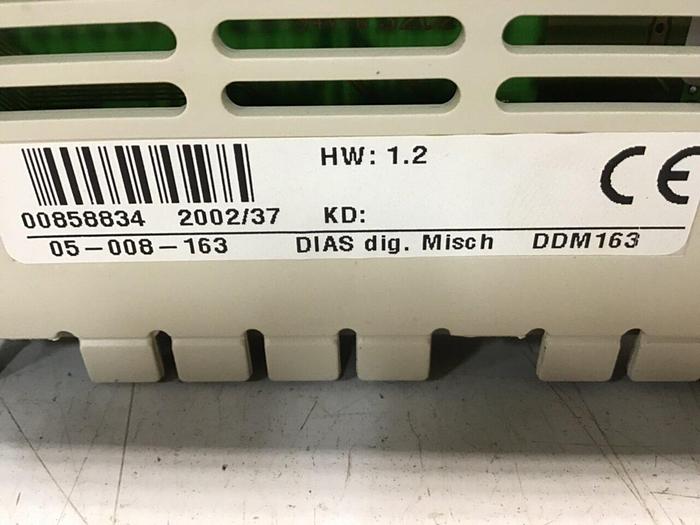 HW: 1.2
CE
00858834 2002/37 KD:
05-008-163 DIAS dig. Misch DDM163